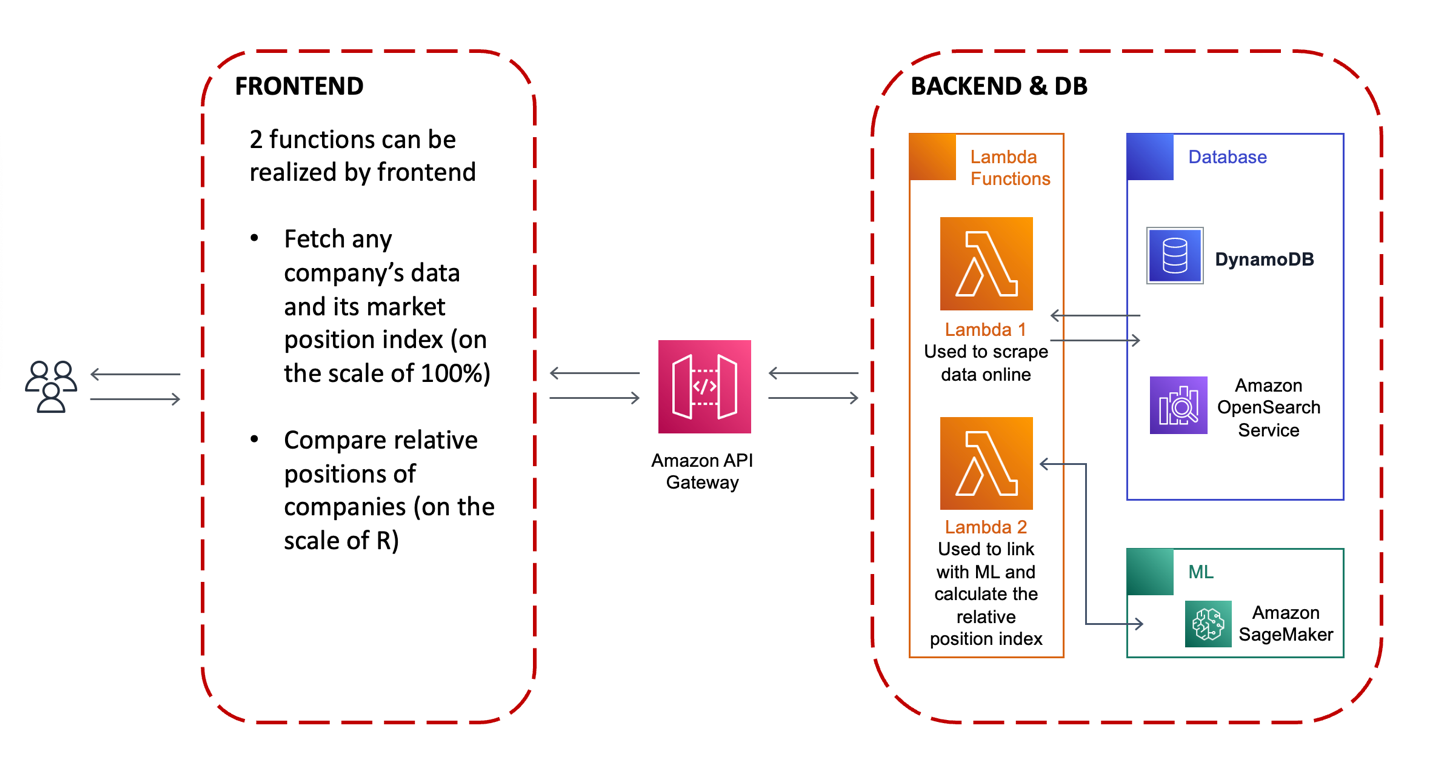 FRONTEND
2 functions can be
realized by frontend
• Fetch any
company’s data
and its market
position index (on
the scale of 100%)
• Compare relative
positions of
companies (on the
scale of R)
</>
Amazon API
Gateway
BACKEND & DB
Lambda
Functions
Lambda 1
Used to scrape
data online
Lambda 2
Used to link
with ML and
calculate the
relative
position index
Database
DynamoDB
Amazon
OpenSearch
Service
ML
Amazon
SageMaker